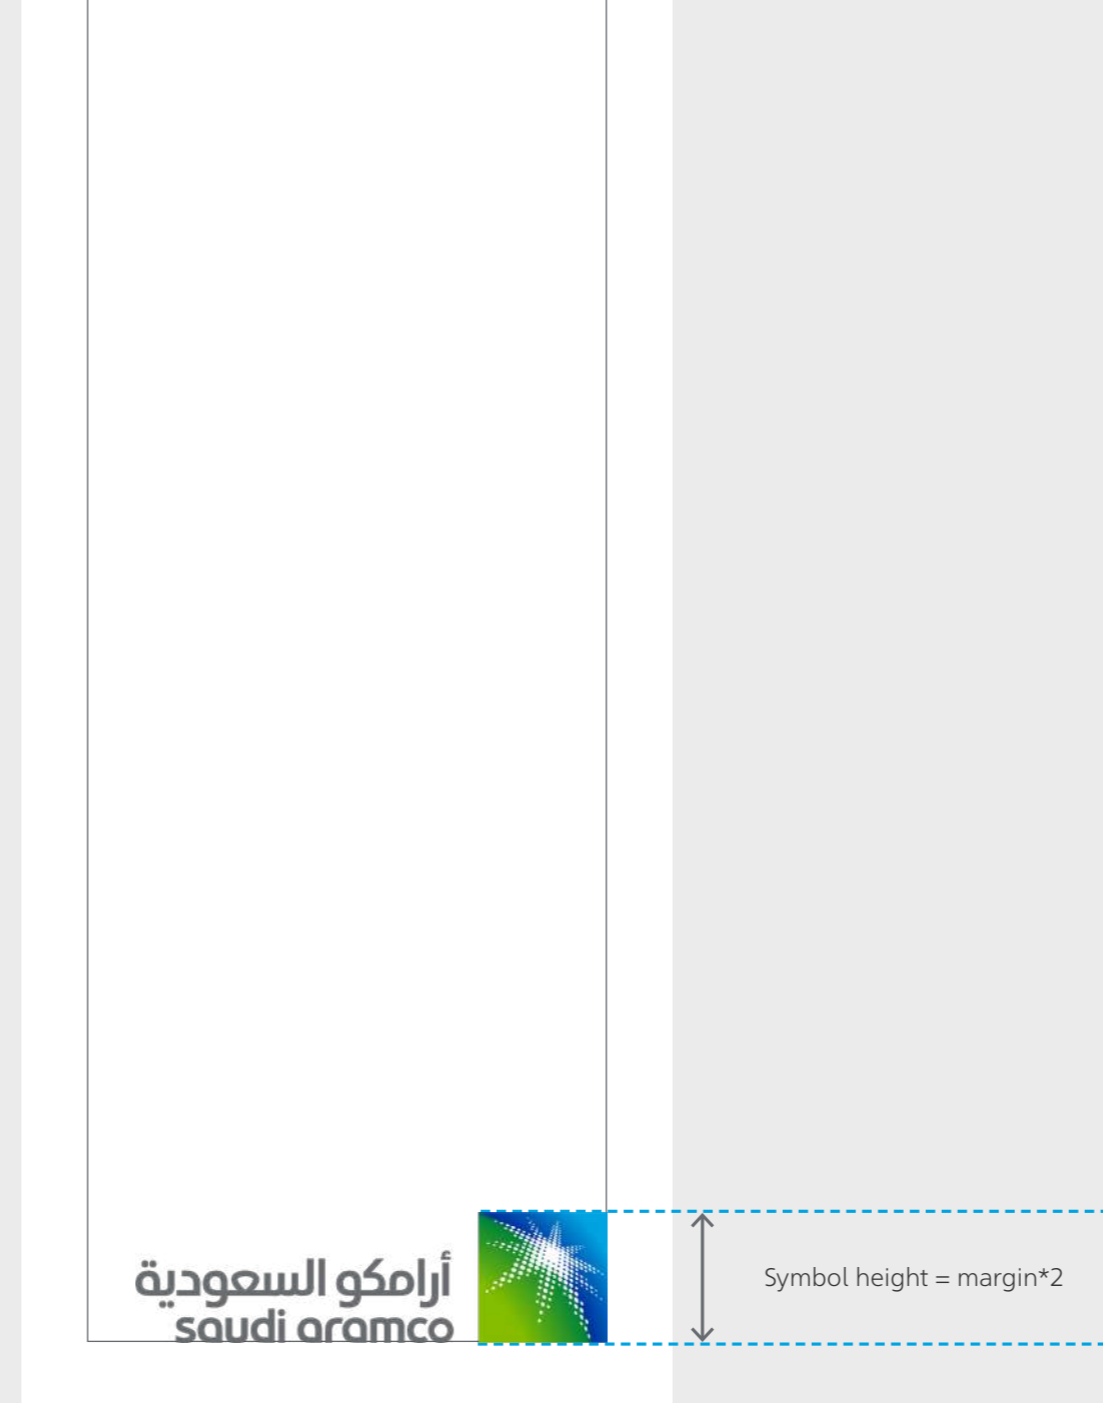 أرامكو السعودية
saudi aramco
Symbol height = margin*2